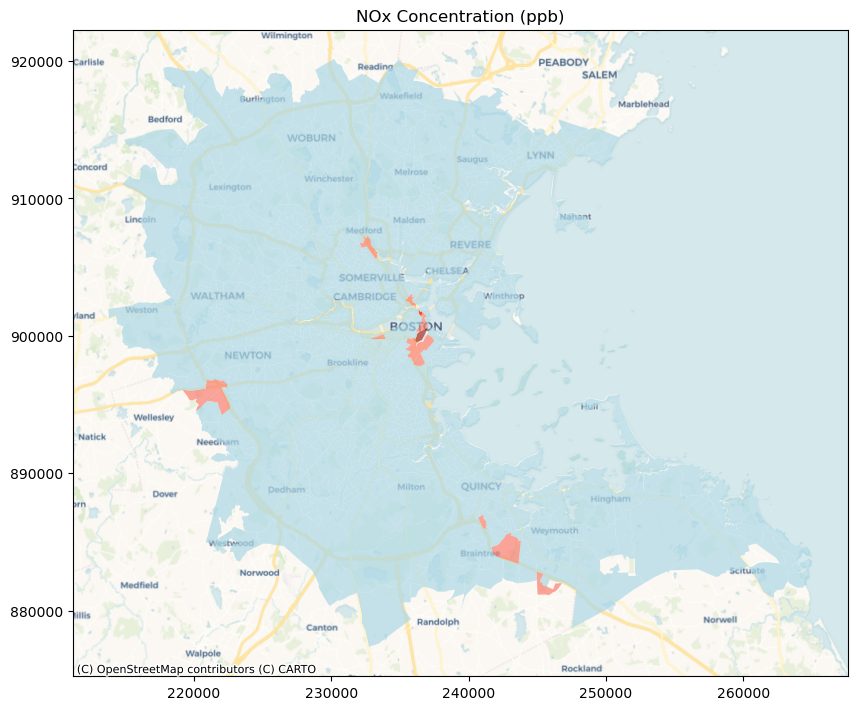 NOx Concentration (ppb)
920000
910000
900000
890000
880000
Wilmington
Carlisle
Reading
PEABODY
SALEM
Burlington
Wakefield
Marblehead
Bedford
WOBURN
LYNN
Saugus
Concord
Lexington
Winchester
Melrose
Lincoln
Medford
Malden
Nahant
REVERE
SOMERVILLE
CHELSEA
WALTHAM
CAMBRIDGE
Winthrop
Weston
BOSTON
NEWTON
Brookline
Wellesley
Hull
Natick
Needham
Dover
Dedham
Milton
QUINCY
Hingham
Westwood
Weymouth
Braintree
Norwood
Scituate
Medfield
Canton
Randolph
Norwell
Walpole
Rockland
(C) OpenStreetMap contributors (C) CARTO
220000
230000
240000
250000
260000